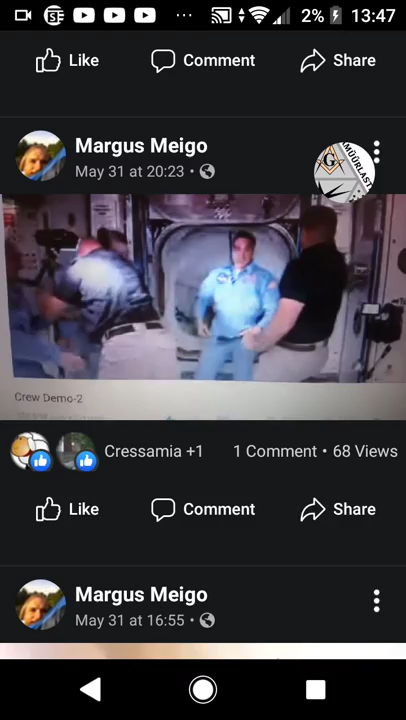 2% 13:47
Like Comment Share
Margus Meigo
May 31 at 20:23
G
MÜÜRLAST
Crew Demo-2
Cressamia +1 1 Comment • 68 Views
Like Comment Share
Margus Meigo
May 31 at 16:55